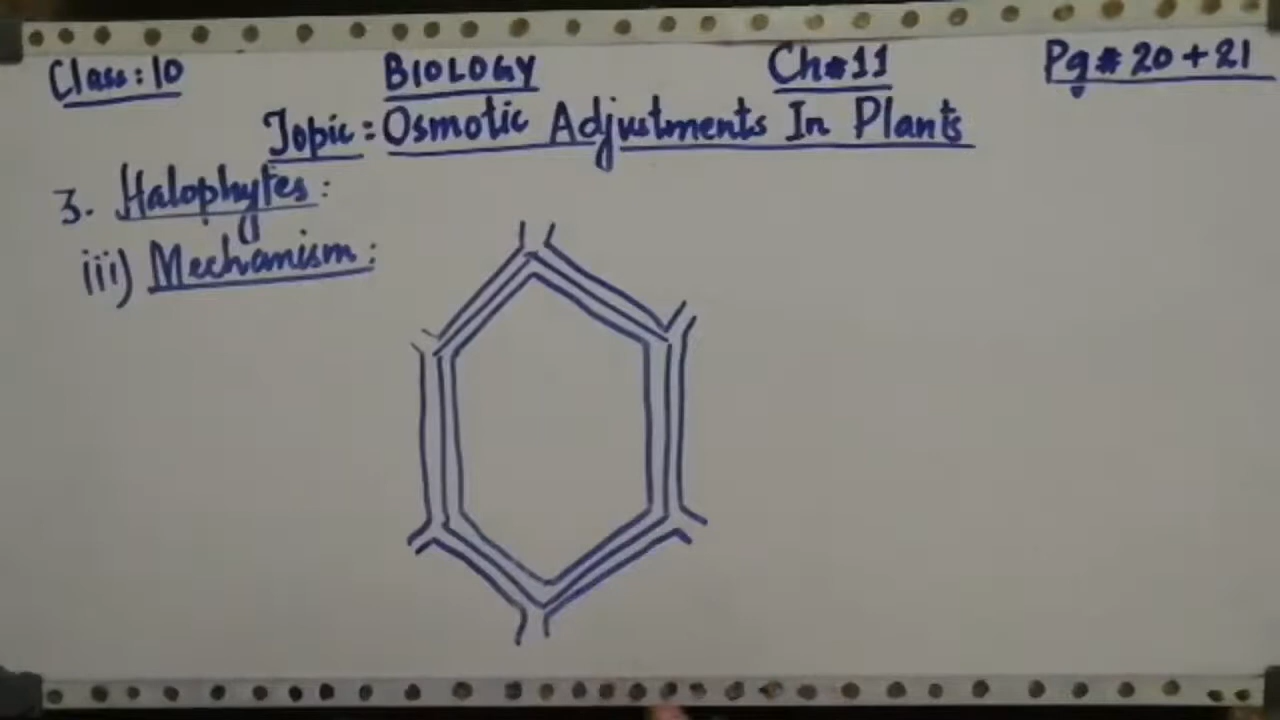 Class: 10 BIOLOGY Ch#11 Pg# 20 + 21
Topic: Osmotic Adjustments In Plants
3. Halophytes:
iii) Mechanism: